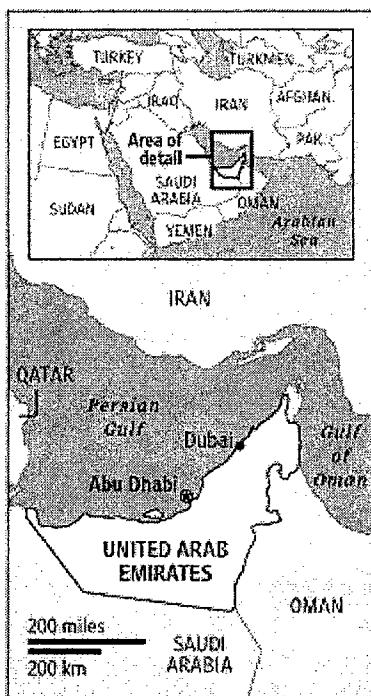 TURKEY
TURKMEN.
IRAQ
IRAN
AFGHAN.
EGYPT
Area of
detail
PAK.
SAUDI
ARABIA
SUDAN
OMAN
Arabian
Sea
YEMEN
IRAN
QATAR
Persian
Gulf
Dubai
Gulf
of
Oman
Abu Dhabi
UNITED ARAB
EMIRATES
OMAN
200 miles
200 km
SAUDI
ARABIA